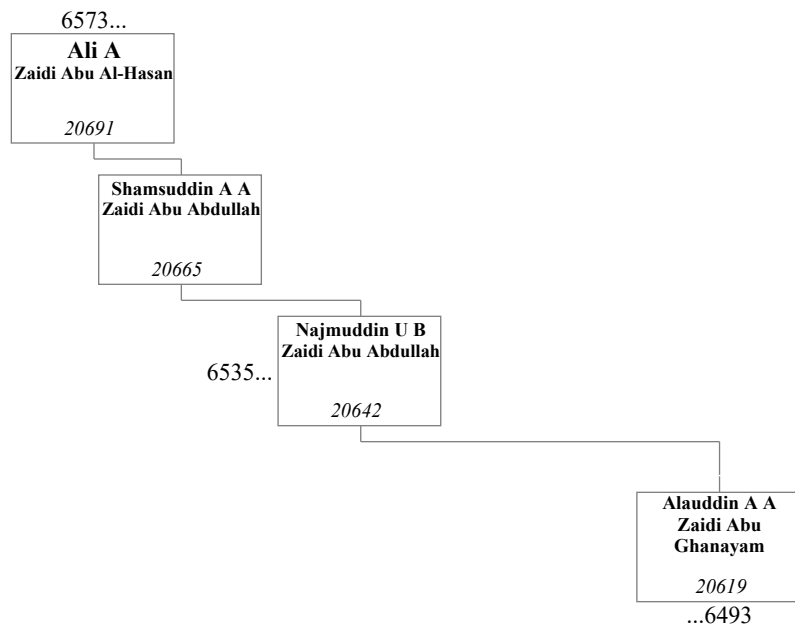 6573...
Ali A
Zaidi Abu Al-Hasan
20691
Shamsuddin A A
Zaidi Abu Abdullah
20665
Najmuddin U B
Zaidi Abu Abdullah
6535...
20642
Alauddin A A
Zaidi Abu
Ghanayam
20619
...6493